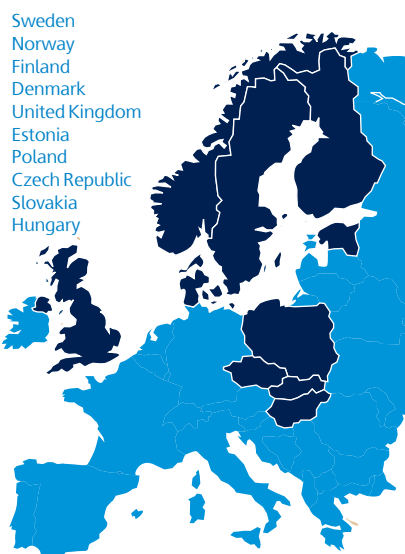 Sweden
Norway
Finland
Denmark
United Kingdom
Estonia
Poland
Czech Republic
Slovakia
Hungary